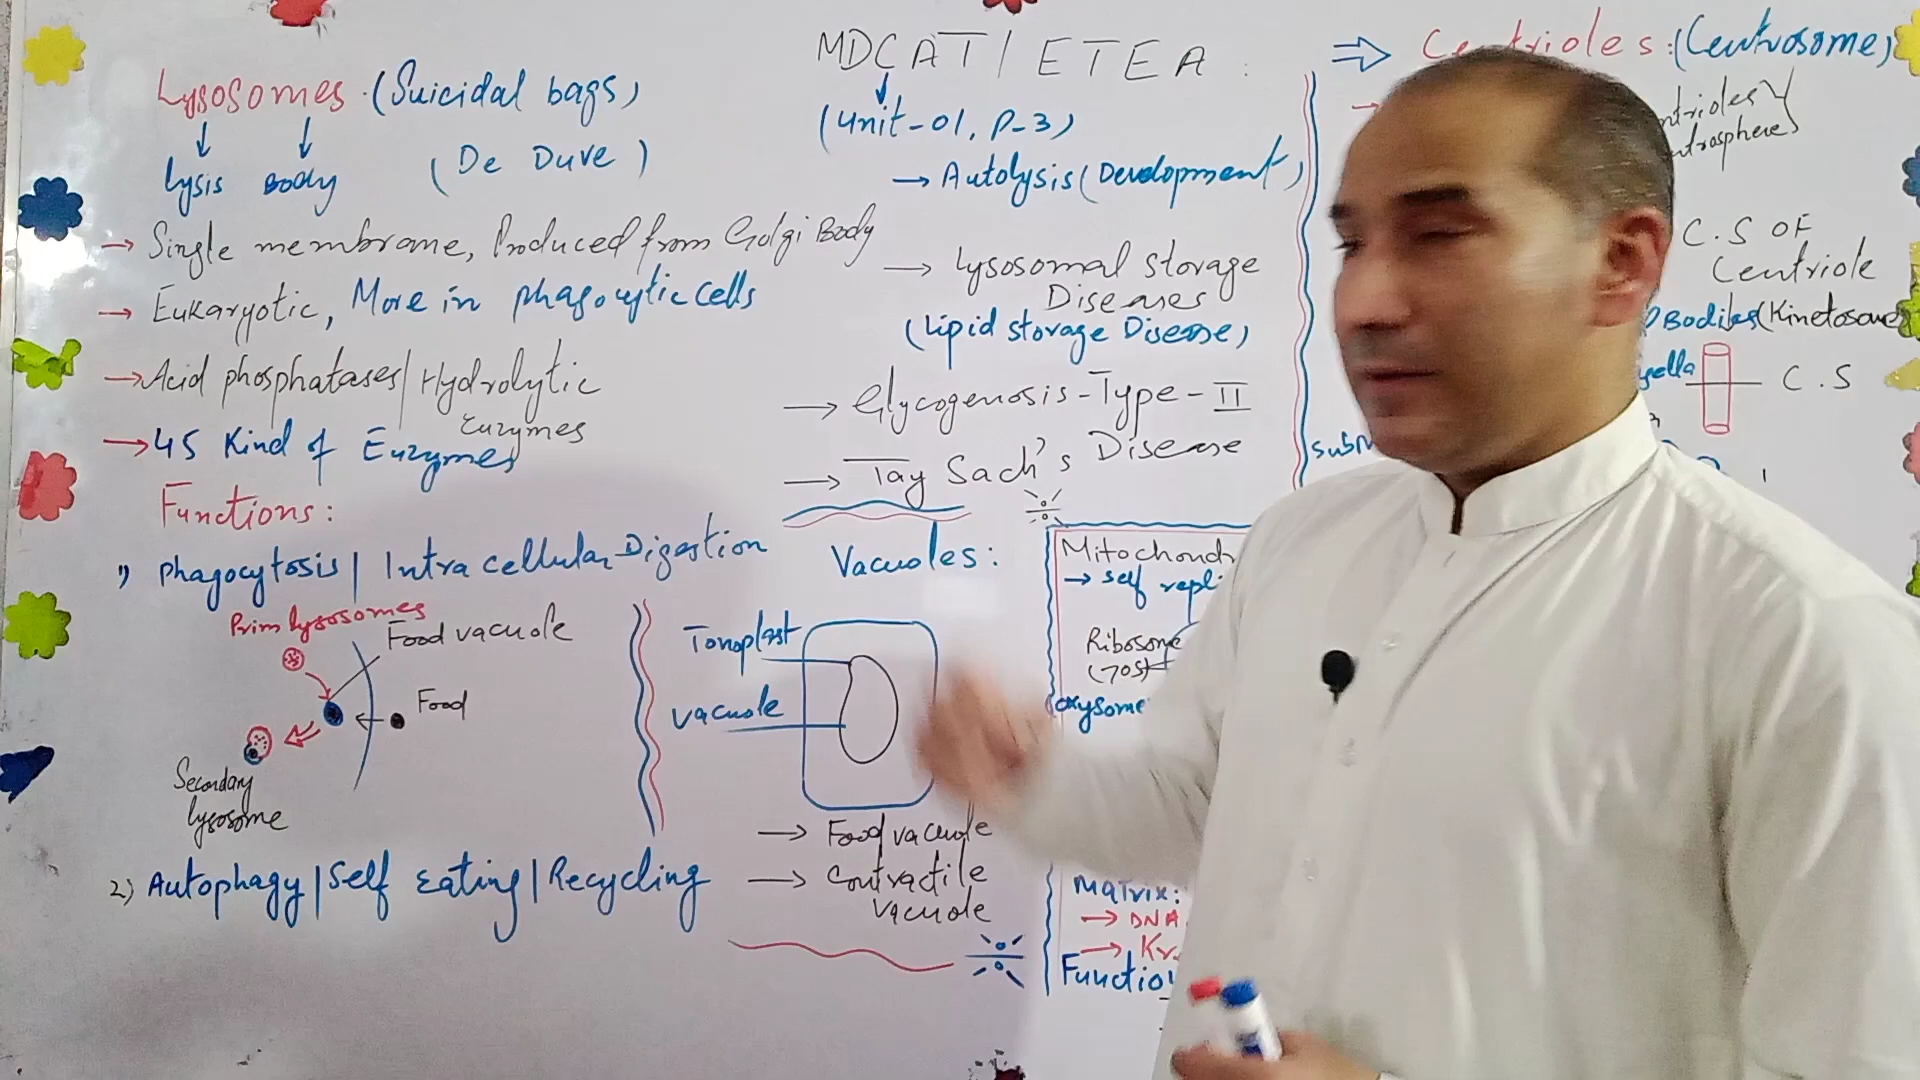 Lysosomes (Suicidal bags)
Lysis Body (De Duve)
→ Single membrane, Produced from Golgi Body
→ Eukaryotic, More in phagocytic cells
→ Acid phosphatases/Hydrolytic
Enzymes
→ 45 Kind of Enzymes
Functions:
1) Phagocytosis/Intracellular Digestion
Prim lysosomes
Food vacuole
Food
Secondary
lysosome
2) Autophagy/Self Eating/Recycling
MDCAT/ETEA:
(Unit-01, P-3)
→ Autolysis (Development)
→ Lysosomal storage
Diseases
(Lipid storage Disease)
→ Glycogenosis-Type-II
Disease
→ Tay Sach's
Vacuoles:
Tonoplast
Vacuole
→ Food vacuole
→ Contractile
vacuole
Ribosome
(70S)
→ self
oxysome
Matrix:
→ DNA
⇒ Centrioles: (Centrosome)
C.S OF
Centriole
Bodies (Kinetosome)
C.S